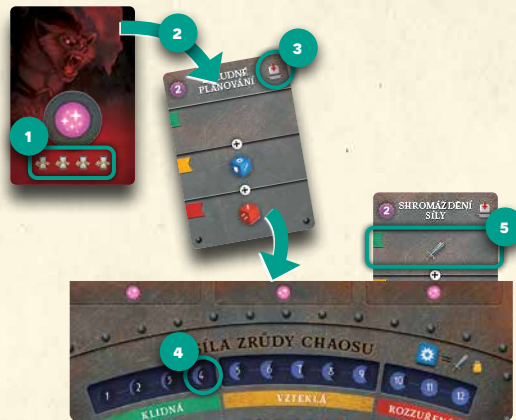 2
3
1
2
PLÁNOVÁNÍ
5
2 SHROMÁŽDĚNÍ
SÍLY
4
SÍLA ZRŮDY CHAOSU
1 2 3 4 5 6 7 8 9 10 11 12
KLIDNÁ
VZTEKLÁ
ROZZUŘENÁ